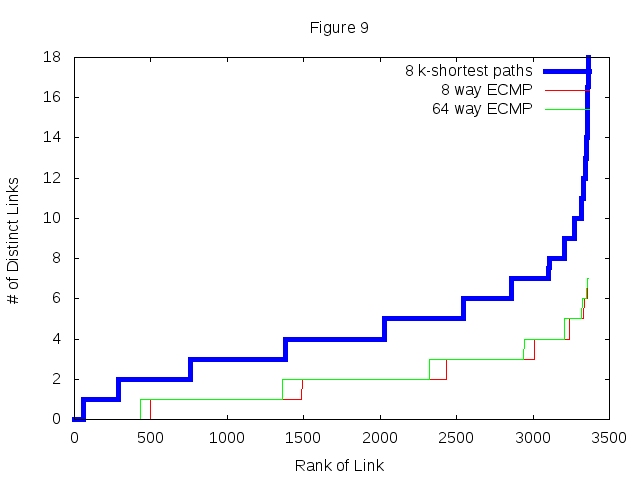 Figure 9
18
16
14
12
10
8
6
4
2
0
# of Distinct Links
8 k-shortest paths
8 way ECMP
64 way ECMP
0 500 1000 1500 2000 2500 3000 3500
Rank of Link